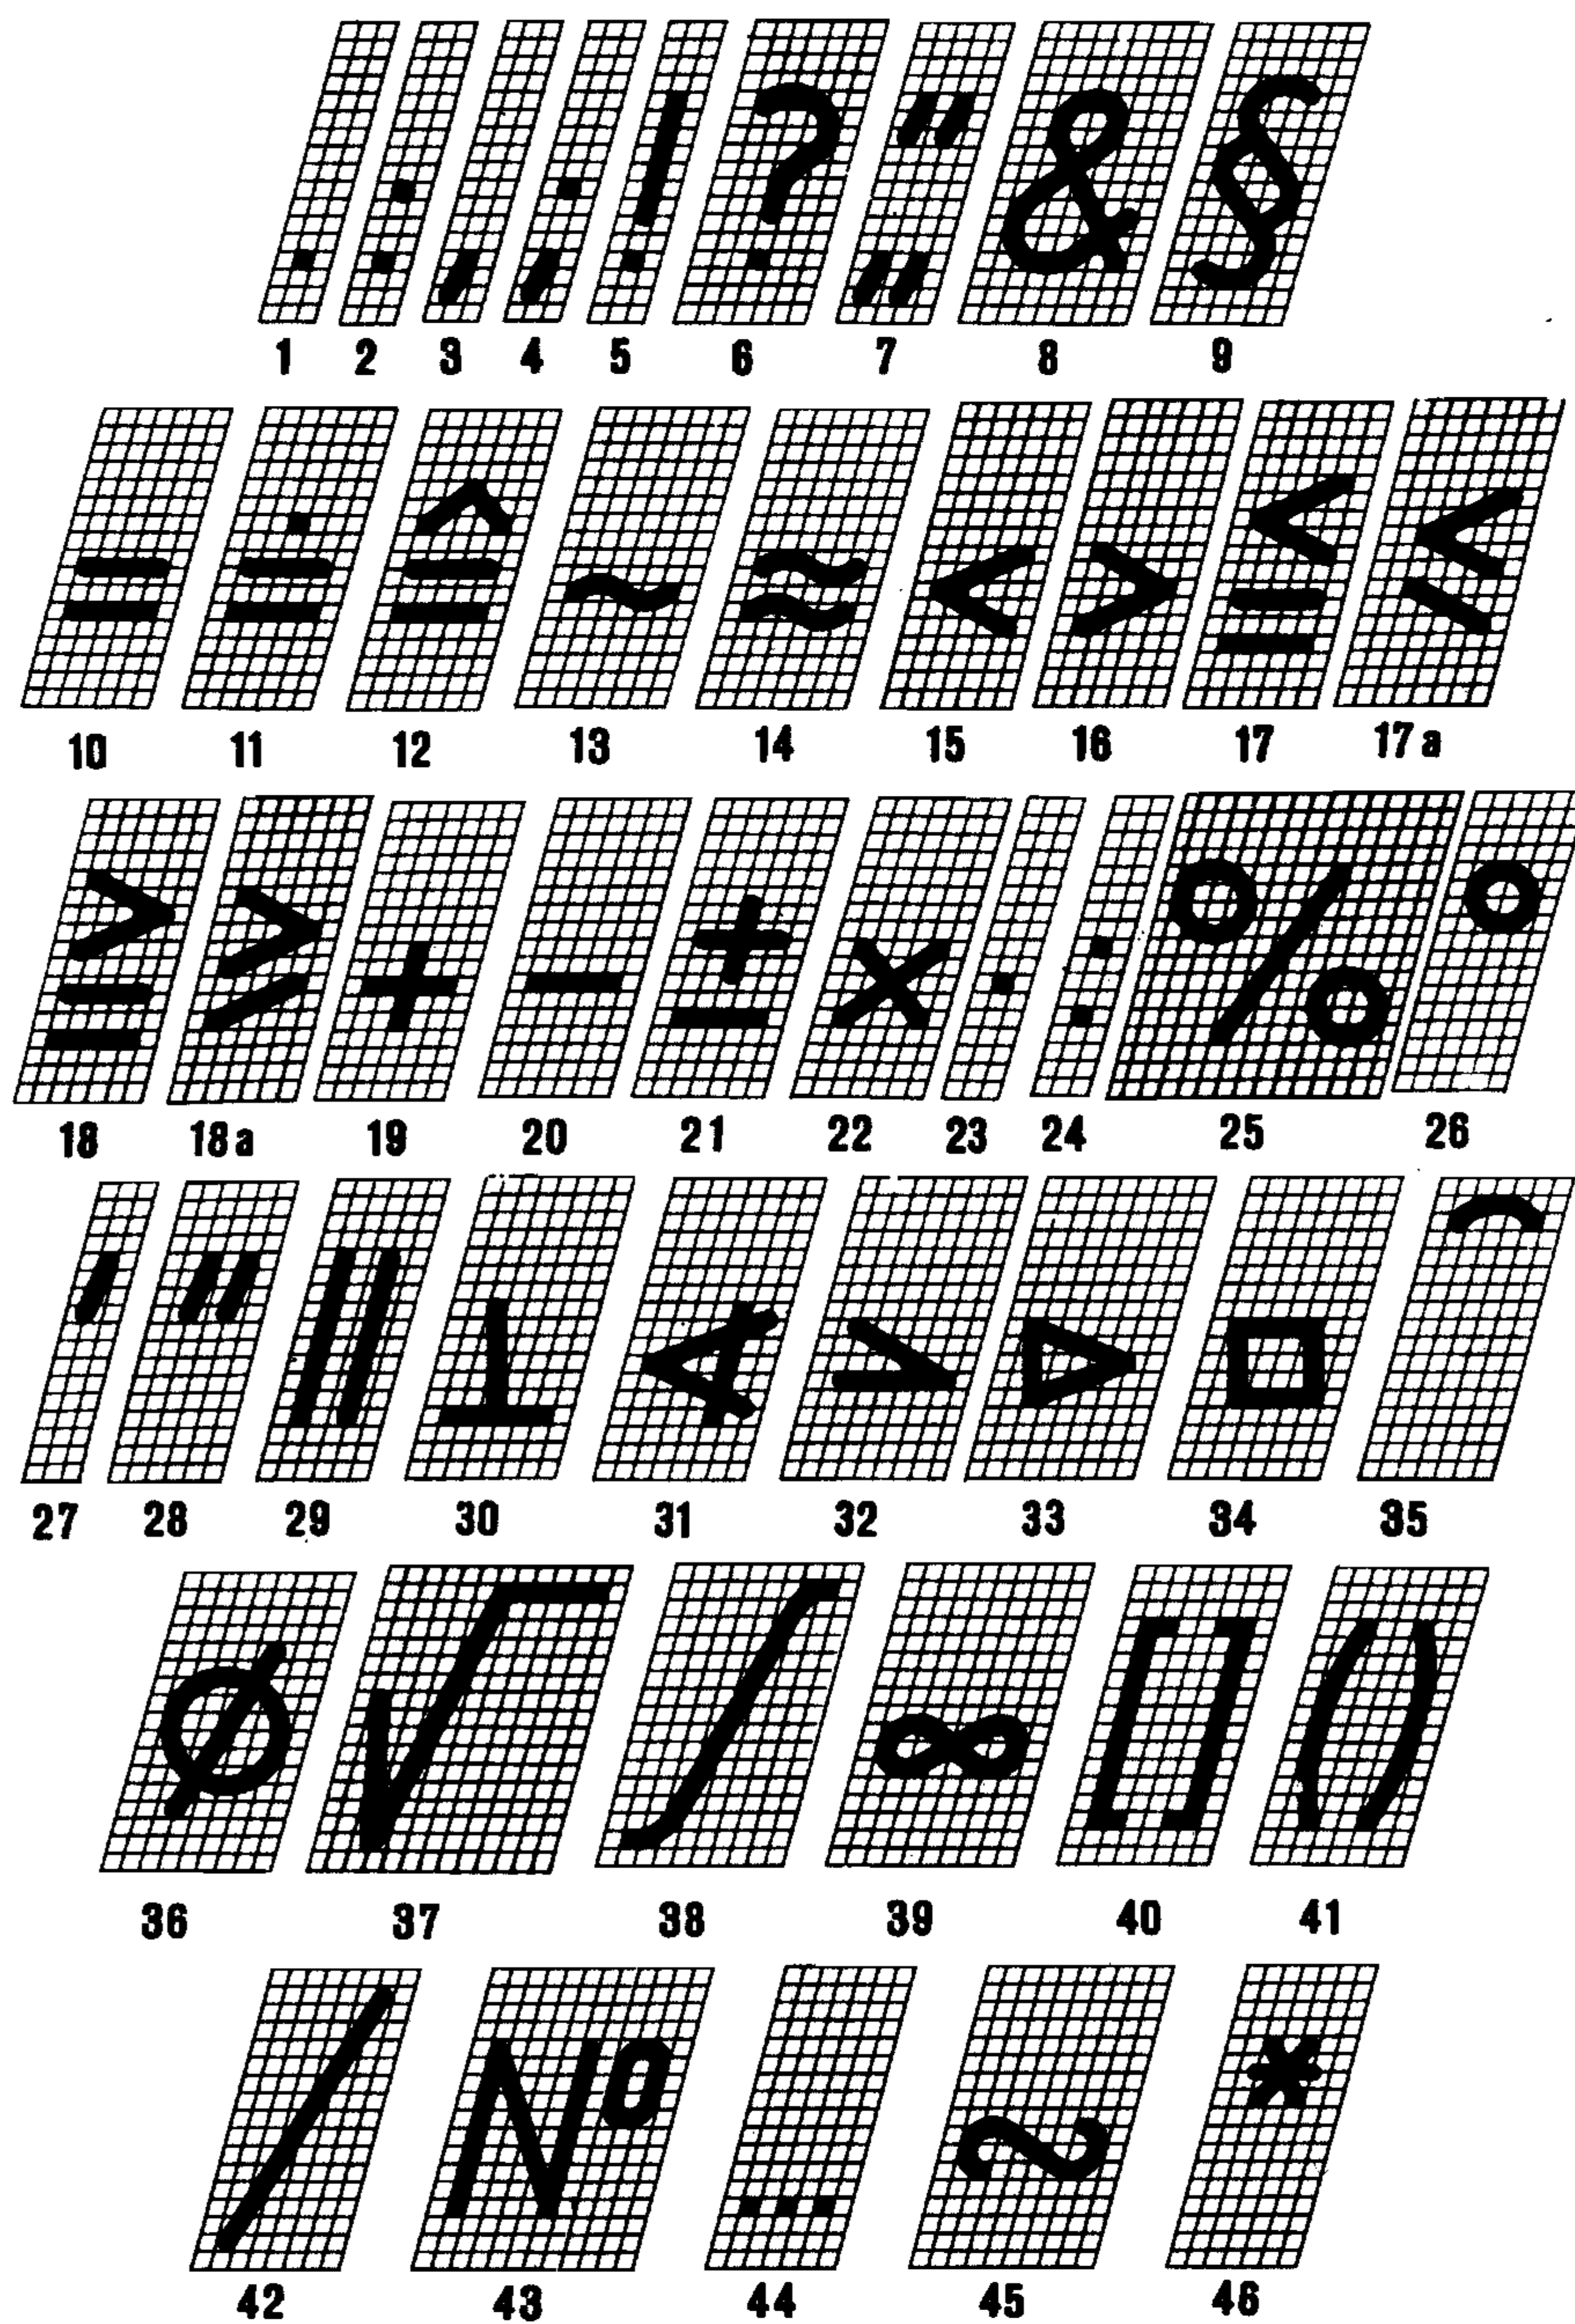 . : , ; ! ? " „ & §
1 2 3 4 5 6 7 8 9
= ≐ ≙ ~ ≈ < > ≤ ≤
10 11 12 13 14 15 16 17 17a
≥ ≥ + − ± × · : % °
18 18a 19 20 21 22 23 24 25 26
′ ″ ∥ ⊥ ∢ > ▷ □ ⌒
27 28 29 30 31 32 33 34 35
Ø √ ∫ ∞ [] ()
36 37 38 39 40 41
/ № … ∾ *
42 43 44 45 46